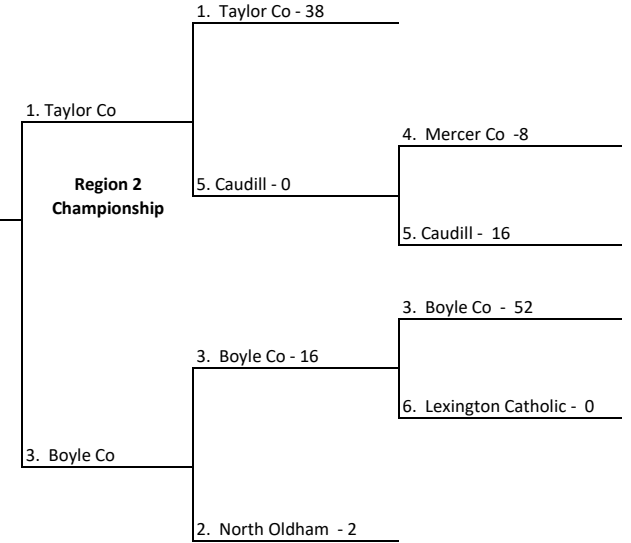 1. Taylor Co - 38
1. Taylor Co
4. Mercer Co -8
Region 2
Championship
5. Caudill - 0
5. Caudill - 16
3. Boyle Co - 52
3. Boyle Co - 16
6. Lexington Catholic - 0
3. Boyle Co
2. North Oldham - 2